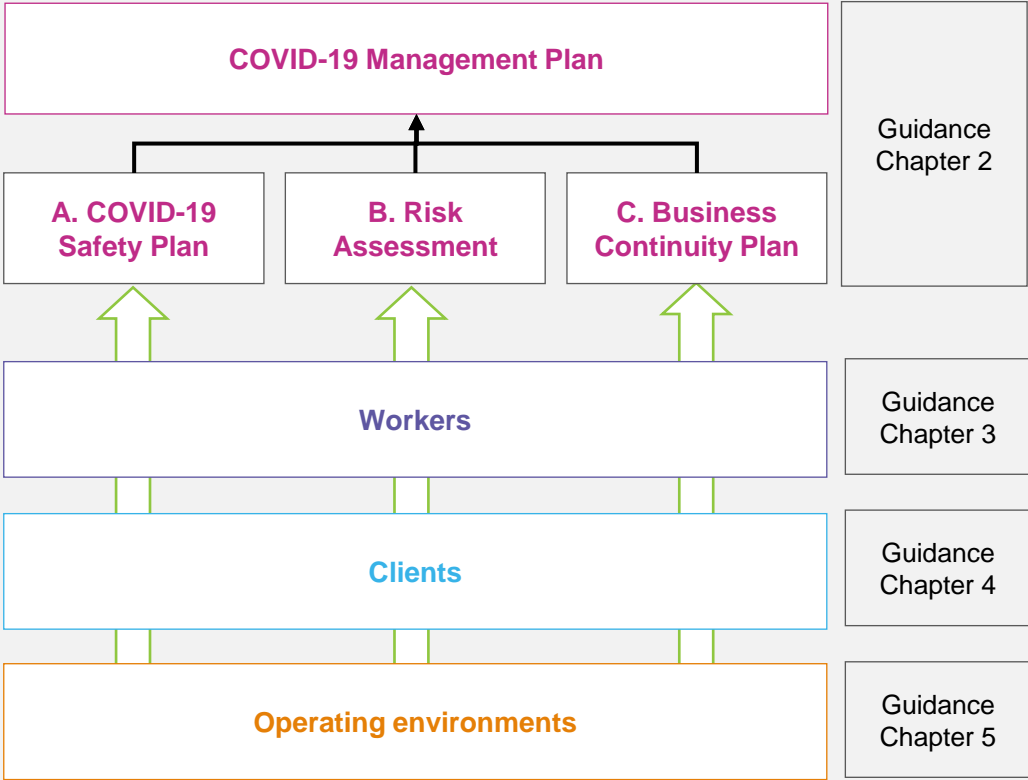 COVID-19 Management Plan
Guidance
Chapter 2
A. COVID-19
Safety Plan
B. Risk
Assessment
C. Business
Continuity Plan
Workers
Guidance
Chapter 3
Clients
Guidance
Chapter 4
Operating environments
Guidance
Chapter 5